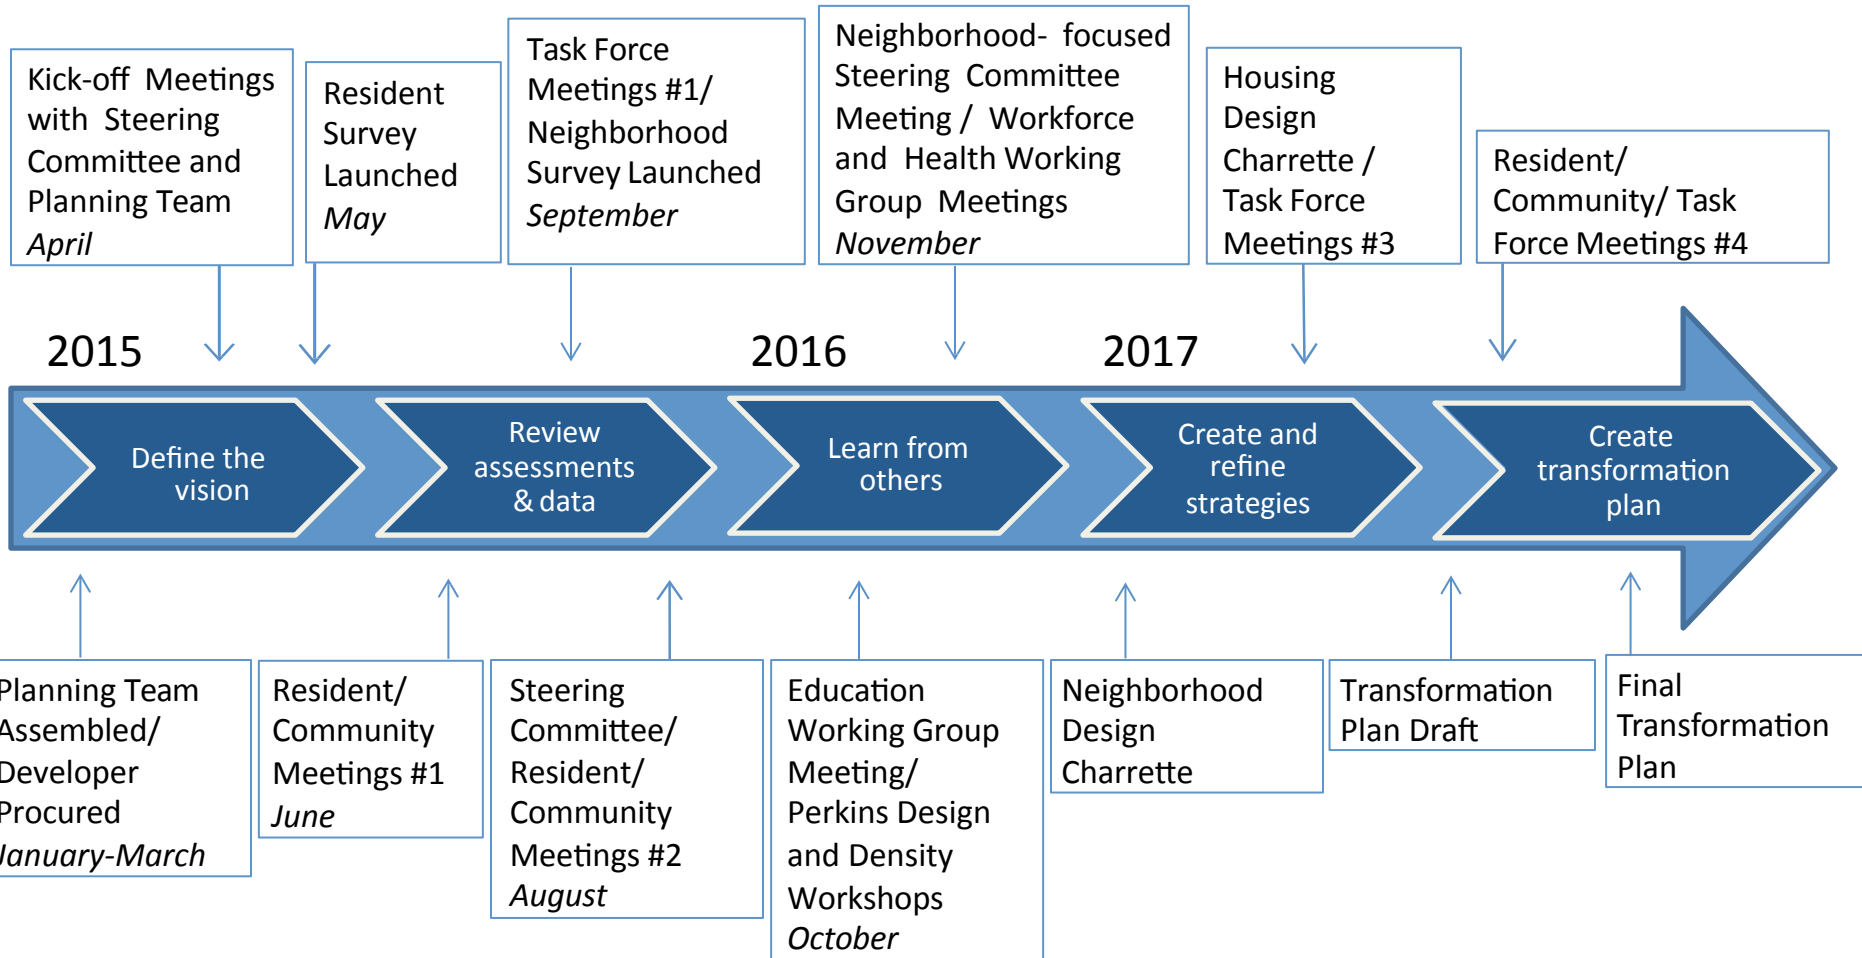 Kick-off Meetings
with Steering
Committee and
Planning Team
April
Resident
Survey
Launched
May
Task Force
Meetings #1/
Neighborhood
Survey Launched
September
Neighborhood- focused
Steering Committee
Meeting / Workforce
and Health Working
Group Meetings
November
Housing
Design
Charrette /
Task Force
Meetings #3
Resident/
Community/ Task
Force Meetings #4
2015
2016
2017
Define the
vision
Review
assessments
& data
Learn from
others
Create and
refine
strategies
Create
transformation
plan
Planning Team
Assembled/
Developer
Procured
January-March
Resident/
Community
Meetings #1
June
Steering
Committee/
Resident/
Community
Meetings #2
August
Education
Working Group
Meeting/
Perkins Design
and Density
Workshops
October
Neighborhood
Design
Charrette
Transformation
Plan Draft
Final
Transformation
Plan